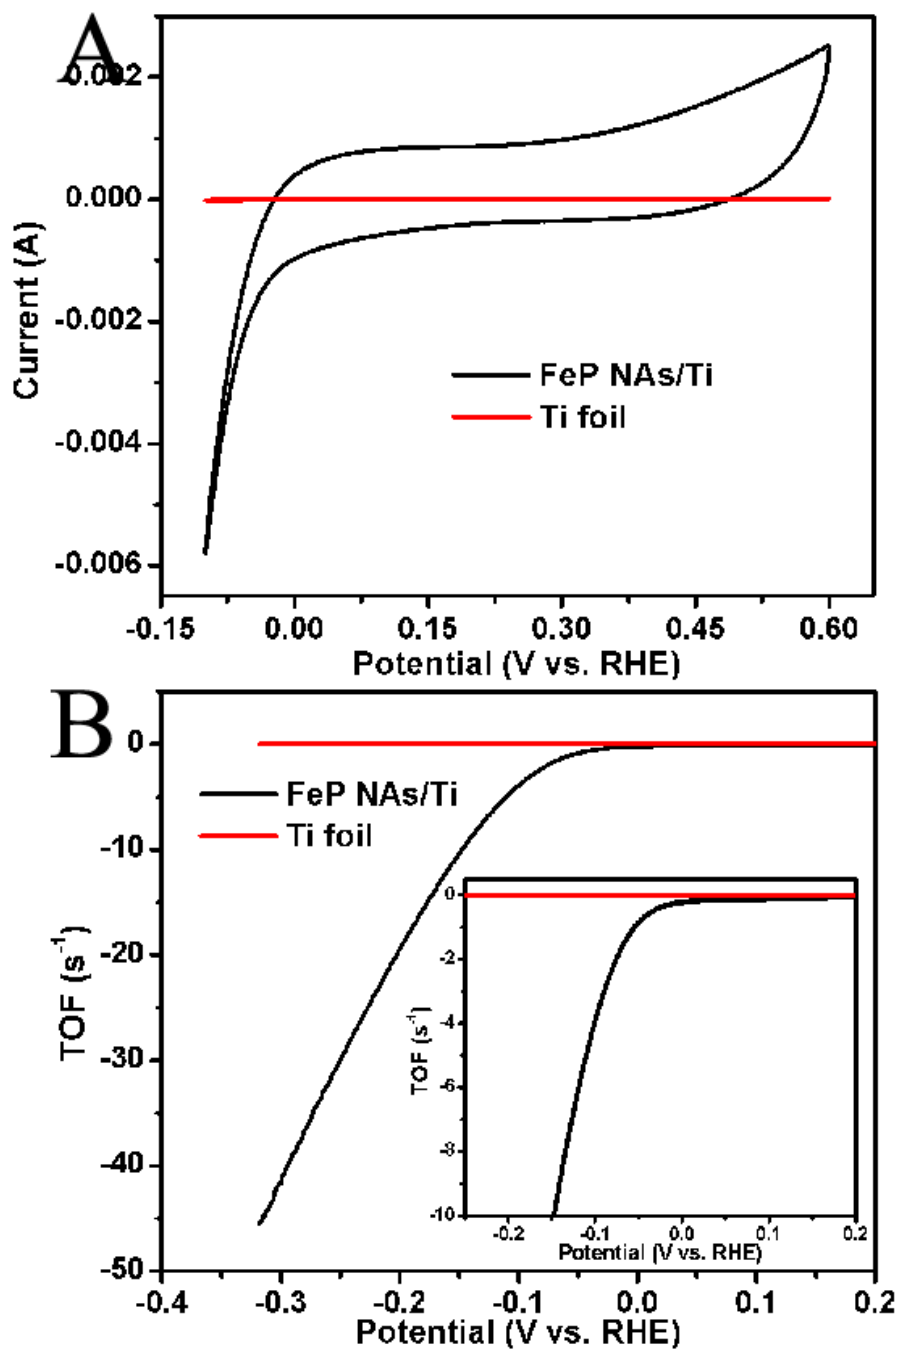 A
0.002
0.000
-0.002
-0.004
-0.006
Current (A)
FeP NAs/Ti
Ti foil
-0.15 0.00 0.15 0.30 0.45 0.60
Potential (V vs. RHE)
B
0
-10
-20
-30
-40
-50
TOF (s⁻¹)
FeP NAs/Ti
Ti foil
0
-2
-4
-6
-8
-10
TOF (s⁻¹)
-0.2 -0.1 0.0 0.1 0.2
Potential (V vs. RHE)
-0.4 -0.3 -0.2 -0.1 0.0 0.1 0.2
Potential (V vs. RHE)